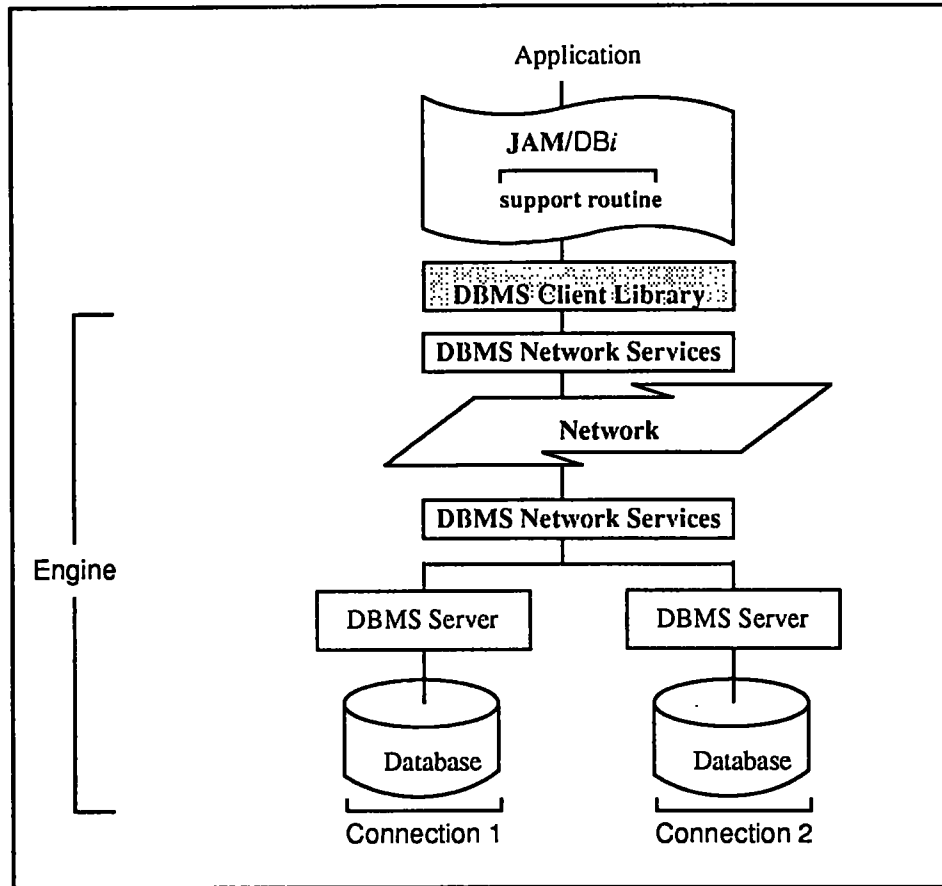 Application
JAM/DBi
support routine
DBMS Client Library
DBMS Network Services
Network
DBMS Network Services
Engine
DBMS Server DBMS Server
Database Database
Connection 1 Connection 2